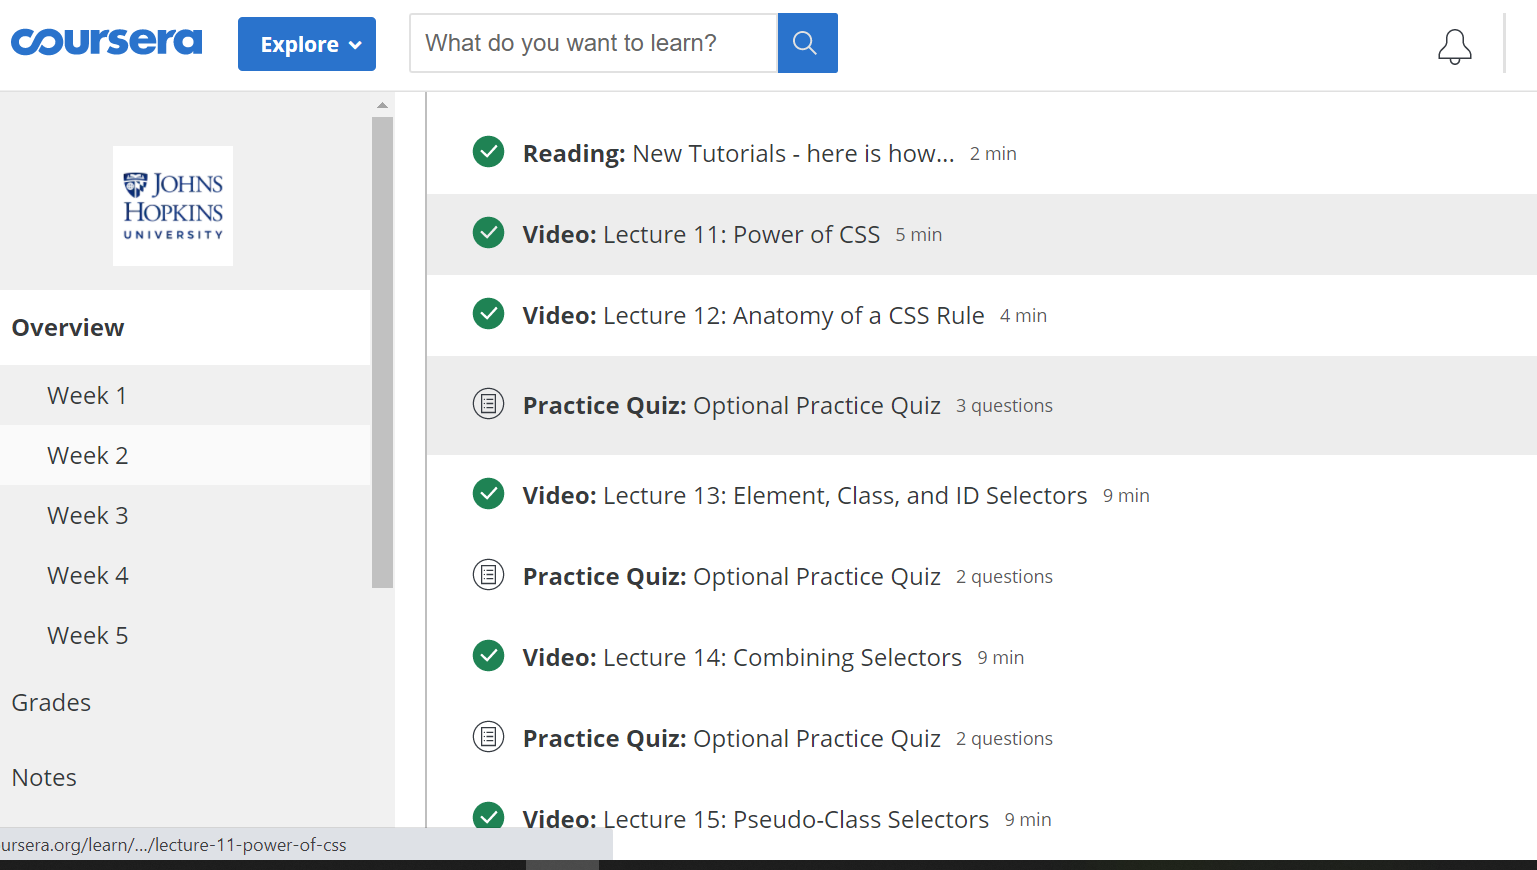 coursera
Explore
What do you want to learn?
JOHNS
HOPKINS
UNIVERSITY
Overview
Week 1
Week 2
Week 3
Week 4
Week 5
Grades
Notes
Reading: New Tutorials - here is how... 2 min
Video: Lecture 11: Power of CSS 5 min
Video: Lecture 12: Anatomy of a CSS Rule 4 min
Practice Quiz: Optional Practice Quiz 3 questions
Video: Lecture 13: Element, Class, and ID Selectors 9 min
Practice Quiz: Optional Practice Quiz 2 questions
Video: Lecture 14: Combining Selectors 9 min
Practice Quiz: Optional Practice Quiz 2 questions
Video: Lecture 15: Pseudo-Class Selectors 9 min
ursera.org/learn/.../lecture-11-power-of-css